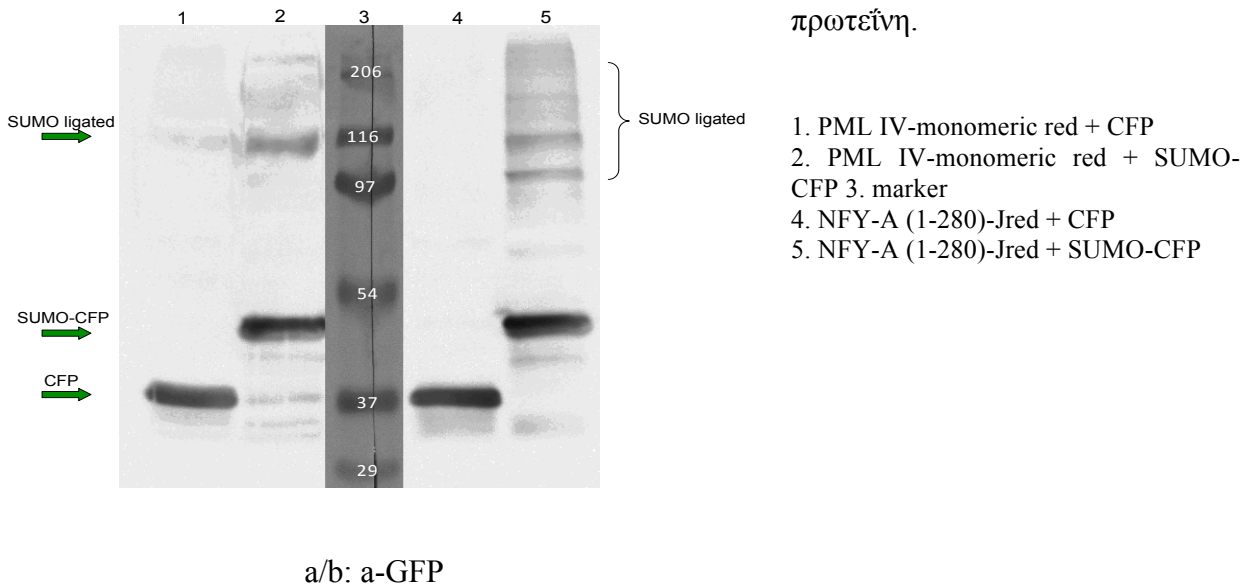 1 2 3 4 5
πρωτεΐνη.
206
SUMO ligated
116
SUMO ligated
97
54
SUMO-CFP
CFP
37
29
1. PML IV-monomeric red + CFP
2. PML IV-monomeric red + SUMO-
CFP 3. marker
4. NFY-A (1-280)-Jred + CFP
5. NFY-A (1-280)-Jred + SUMO-CFP
a/b: a-GFP